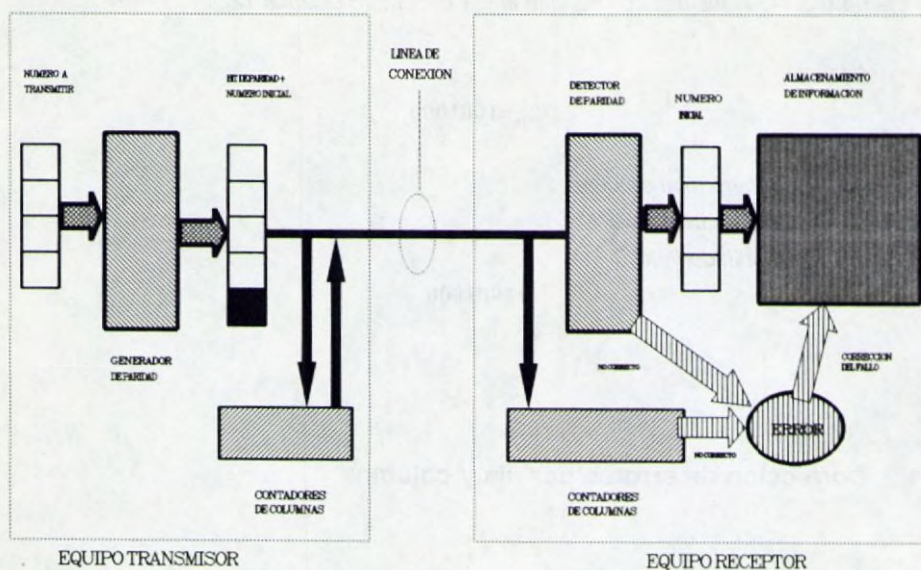 NUMERO A
TRANSMITIR
BIT DE PARIDAD +
NUMERO INICIAL
LINEA DE
CONEXION
DETECTOR
DE PARIDAD
NUMERO
INICIAL
ALMACENAMIENTO
DE INFORMACION
GENERADOR
DE PARIDAD
NO CORRECTO
CORRECCION
DEL FALLO
ERROR
NO CORRECTO
CONTADORES
DE COLUMNAS
CONTADORES
DE COLUMNAS
EQUIPO TRANSMISOR
EQUIPO RECEPTOR